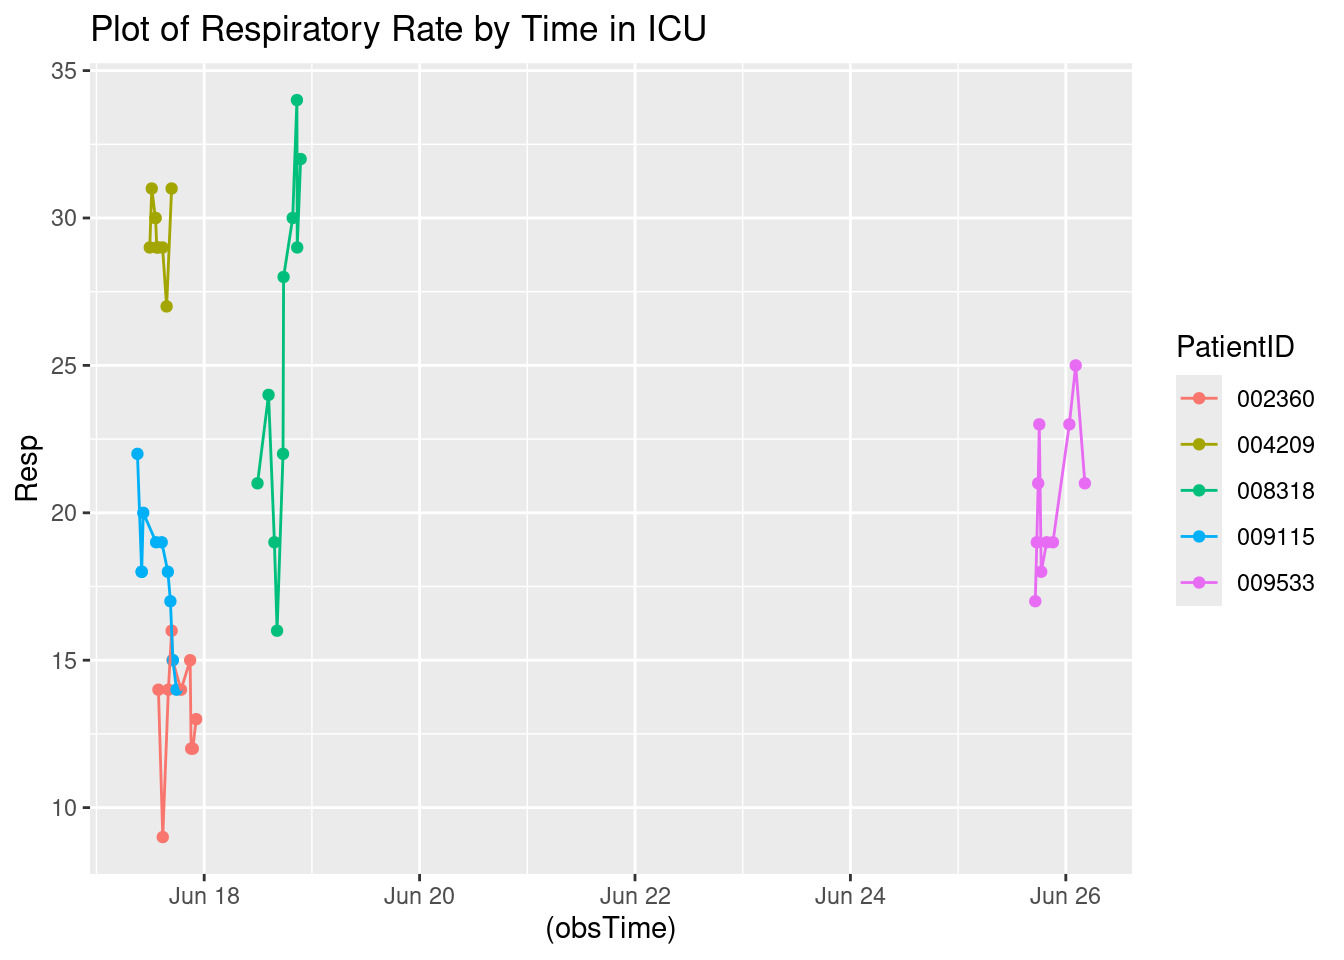 Plot of Respiratory Rate by Time in ICU
35
30
25
20
15
10
Resp
Jun 18 Jun 20 Jun 22 Jun 24 Jun 26
(obsTime)
PatientID
002360
004209
008318
009115
009533